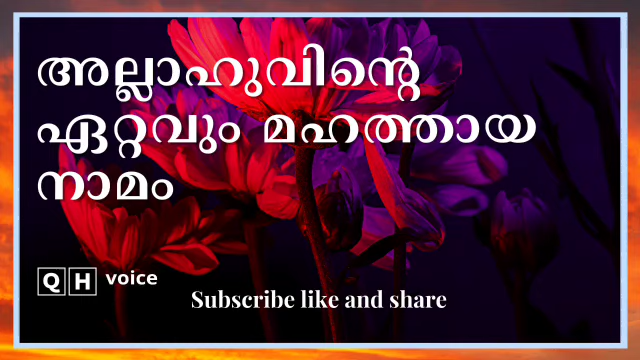 അല്ലാഹുവിന്റെ
ഏറ്റവും മഹത്തായ
നാമം
QH voice
Subscribe like and share